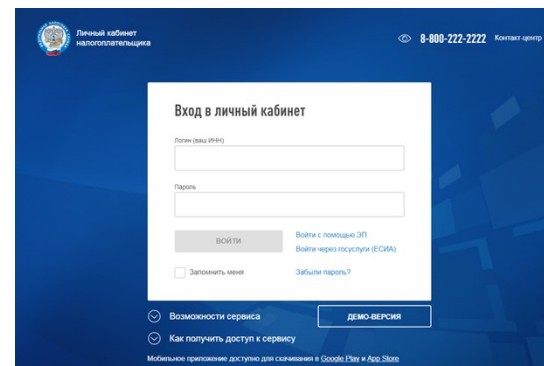 Личный кабинет
налогоплательщика
8-800-222-2222 Контакт-центр
Вход в личный кабинет
Логин (ваш ИНН)
Пароль
ВОЙТИ
Войти с помощью ЭП
Войти через госуслуги (ЕСИА)
Запомнить меня
Забыли пароль?
Возможности сервиса
ДЕМО-ВЕРСИЯ
Как получить доступ к сервису
Мобильное приложение доступно для скачивания в Google Play и App Store